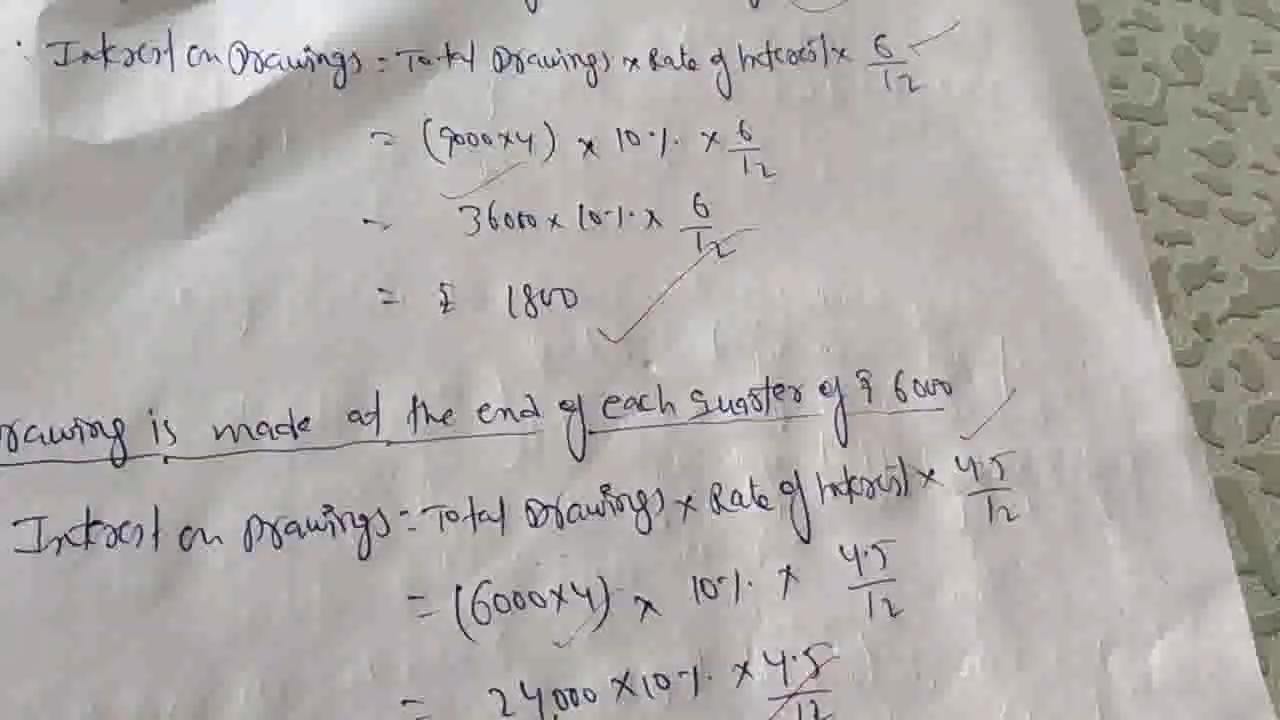 Interest on Drawings = Total Drawings × Rate of Interest × 6/12
= (9000×4) × 10% × 6/12
= 36000 × 10% × 6/12
= ₹ 1800
rawing is made at the end of each quarter of ₹ 6000
Interest on Drawings = Total Drawings × Rate of Interest × 4.5/12
= (6000×4) × 10% × 4.5/12
= 24,000 × 10% × 4.5/12